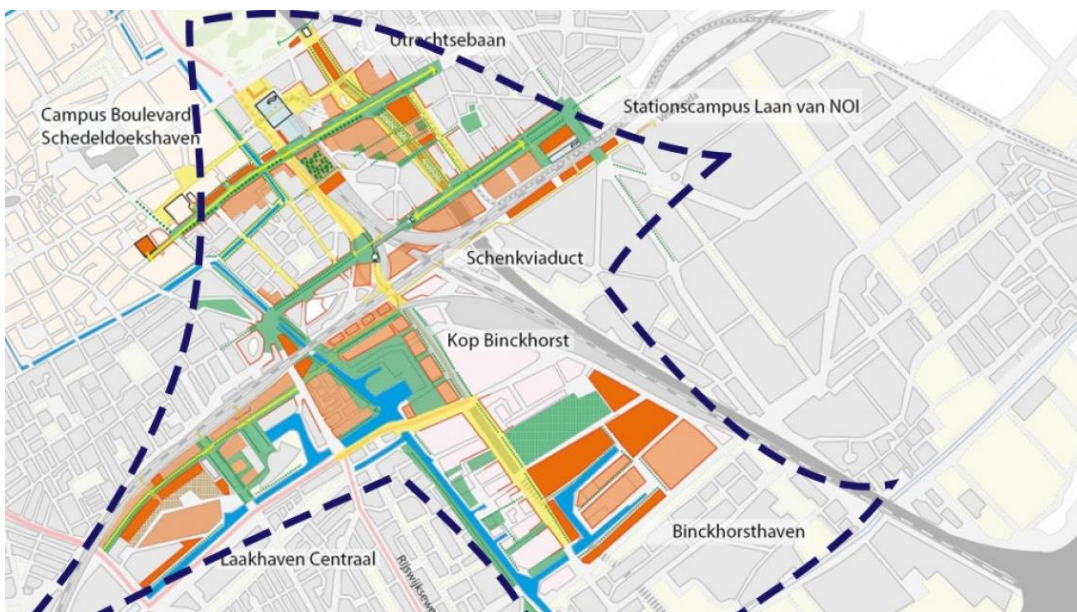 Utrechtsebaan
Campus Boulevard
Schedeldoekshaven
Stationscampus Laan van NOI
Schenkviaduct
Kop Binckhorst
Binckhorsthaven
Laakhaven Centraal